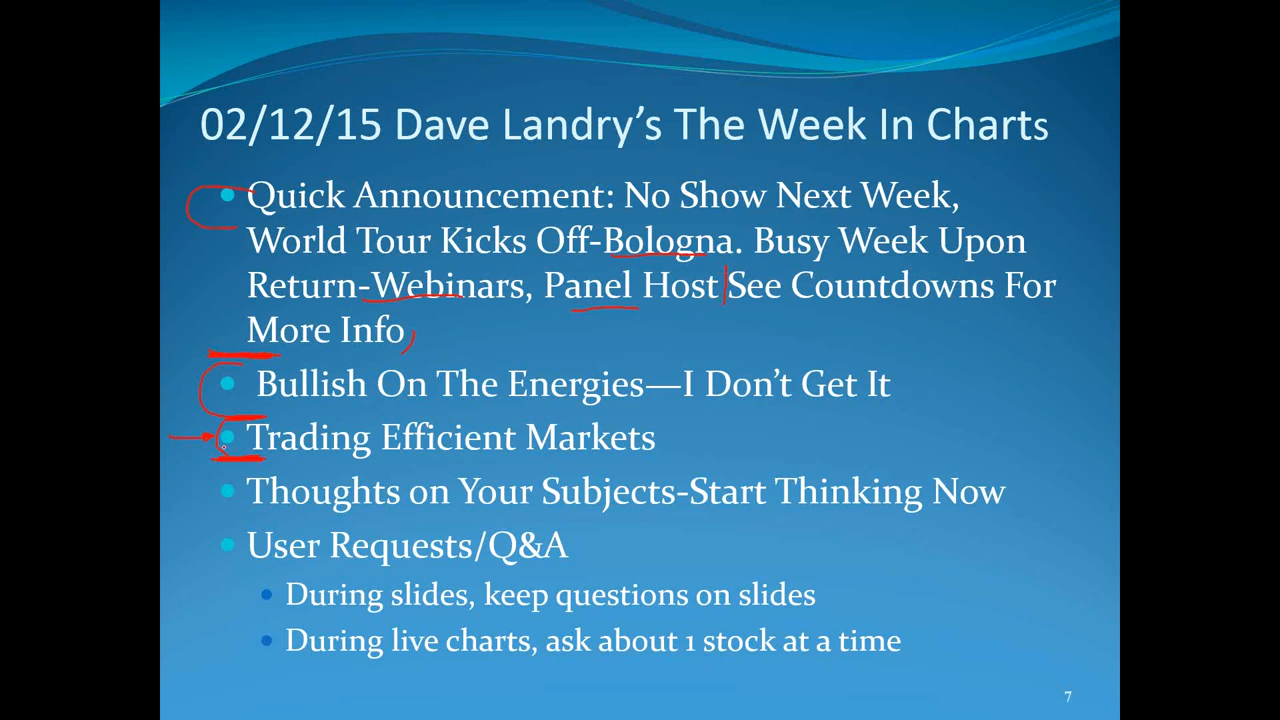 02/12/15 Dave Landry's The Week In Charts
Quick Announcement: No Show Next Week,
World Tour Kicks Off-Bologna. Busy Week Upon
Return-Webinars, Panel Host See Countdowns For
More Info
Bullish On The Energies—I Don't Get It
Trading Efficient Markets
Thoughts on Your Subjects-Start Thinking Now
User Requests/Q&A
During slides, keep questions on slides
During live charts, ask about 1 stock at a time
7